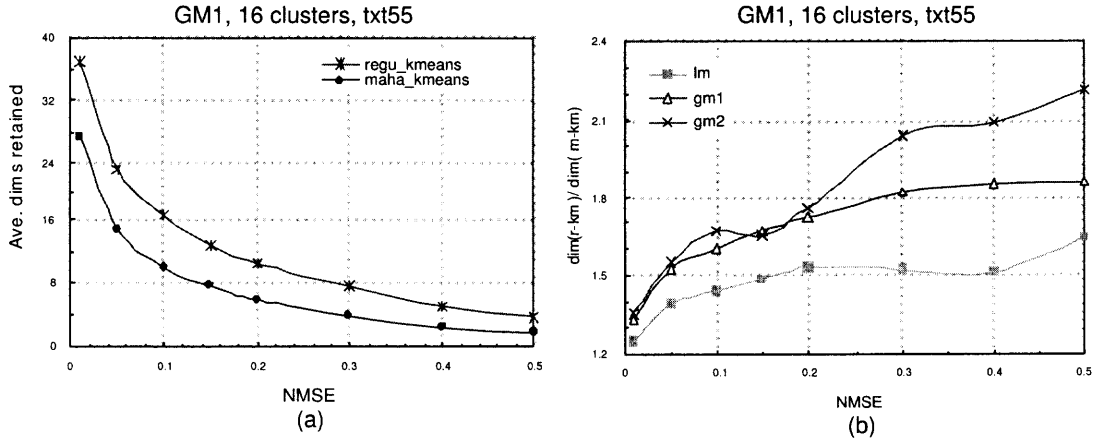 GM1, 16 clusters, txt55
40
32
24
16
8
0
Ave. dims retained
regu_kmeans
maha_kmeans
0 0.1 0.2 0.3 0.4 0.5
NMSE
(a)
GM1, 16 clusters, txt55
2.4
2.1
1.8
1.5
1.2
dim(r-km)/dim(m-km)
lm
gm1
gm2
0 0.1 0.2 0.3 0.4 0.5
NMSE
(b)